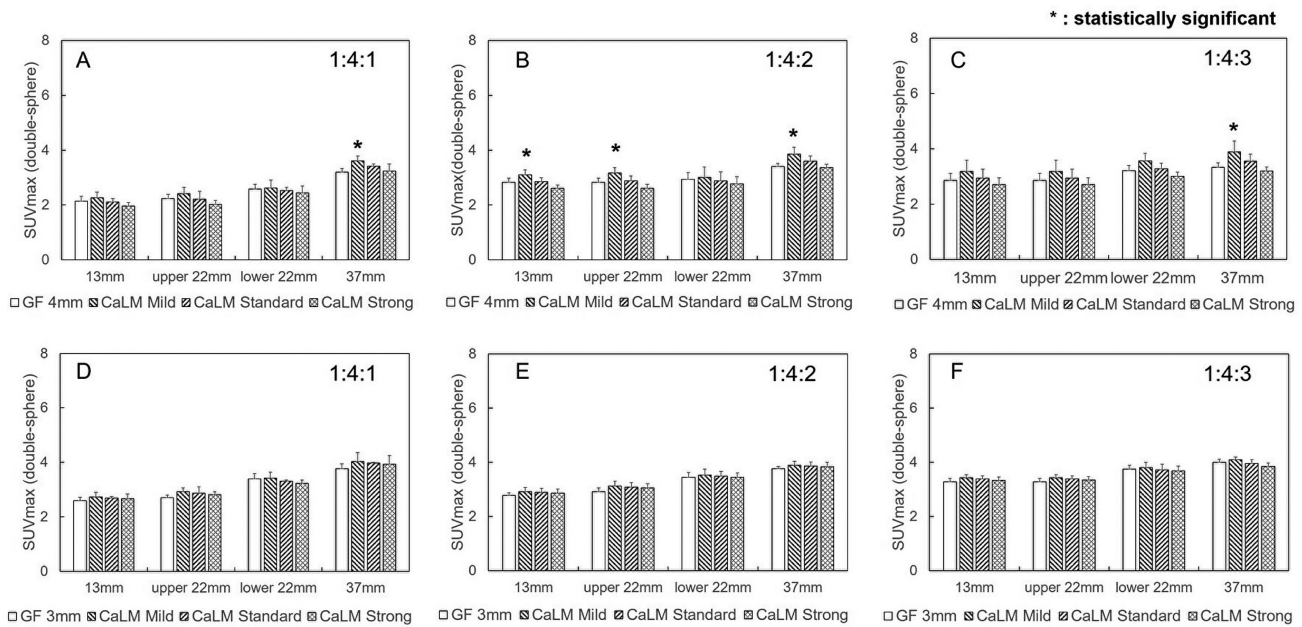 * : statistically significant
A 1:4:1
SUVmax (double-sphere)
8
6
4
2
0
*
13mm upper 22mm lower 22mm 37mm
GF 4mm CaLM Mild CaLM Standard CaLM Strong
B 1:4:2
SUVmax(double-sphere)
8
6
4
2
0
* * *
13mm upper 22mm lower 22mm 37mm
GF 4mm CaLM Mild CaLM Standard CaLM Strong
C 1:4:3
SUVmax (double-sphere)
8
6
4
2
0
*
13mm upper 22mm lower 22mm 37mm
GF 4mm CaLM Mild CaLM Standard CaLM Strong
D 1:4:1
SUVmax (double-sphere)
8
6
4
2
0
13mm upper 22mm lower 22mm 37mm
GF 3mm CaLM Mild CaLM Standard CaLM Strong
E 1:4:2
SUVmax (double-sphere)
8
6
4
2
0
13mm upper 22mm lower 22mm 37mm
GF 3mm CaLM Mild CaLM Standard CaLM Strong
F 1:4:3
SUVmax (double-sphere)
8
6
4
2
0
13mm upper 22mm lower 22mm 37mm
GF 3mm CaLM Mild CaLM Standard CaLM Strong